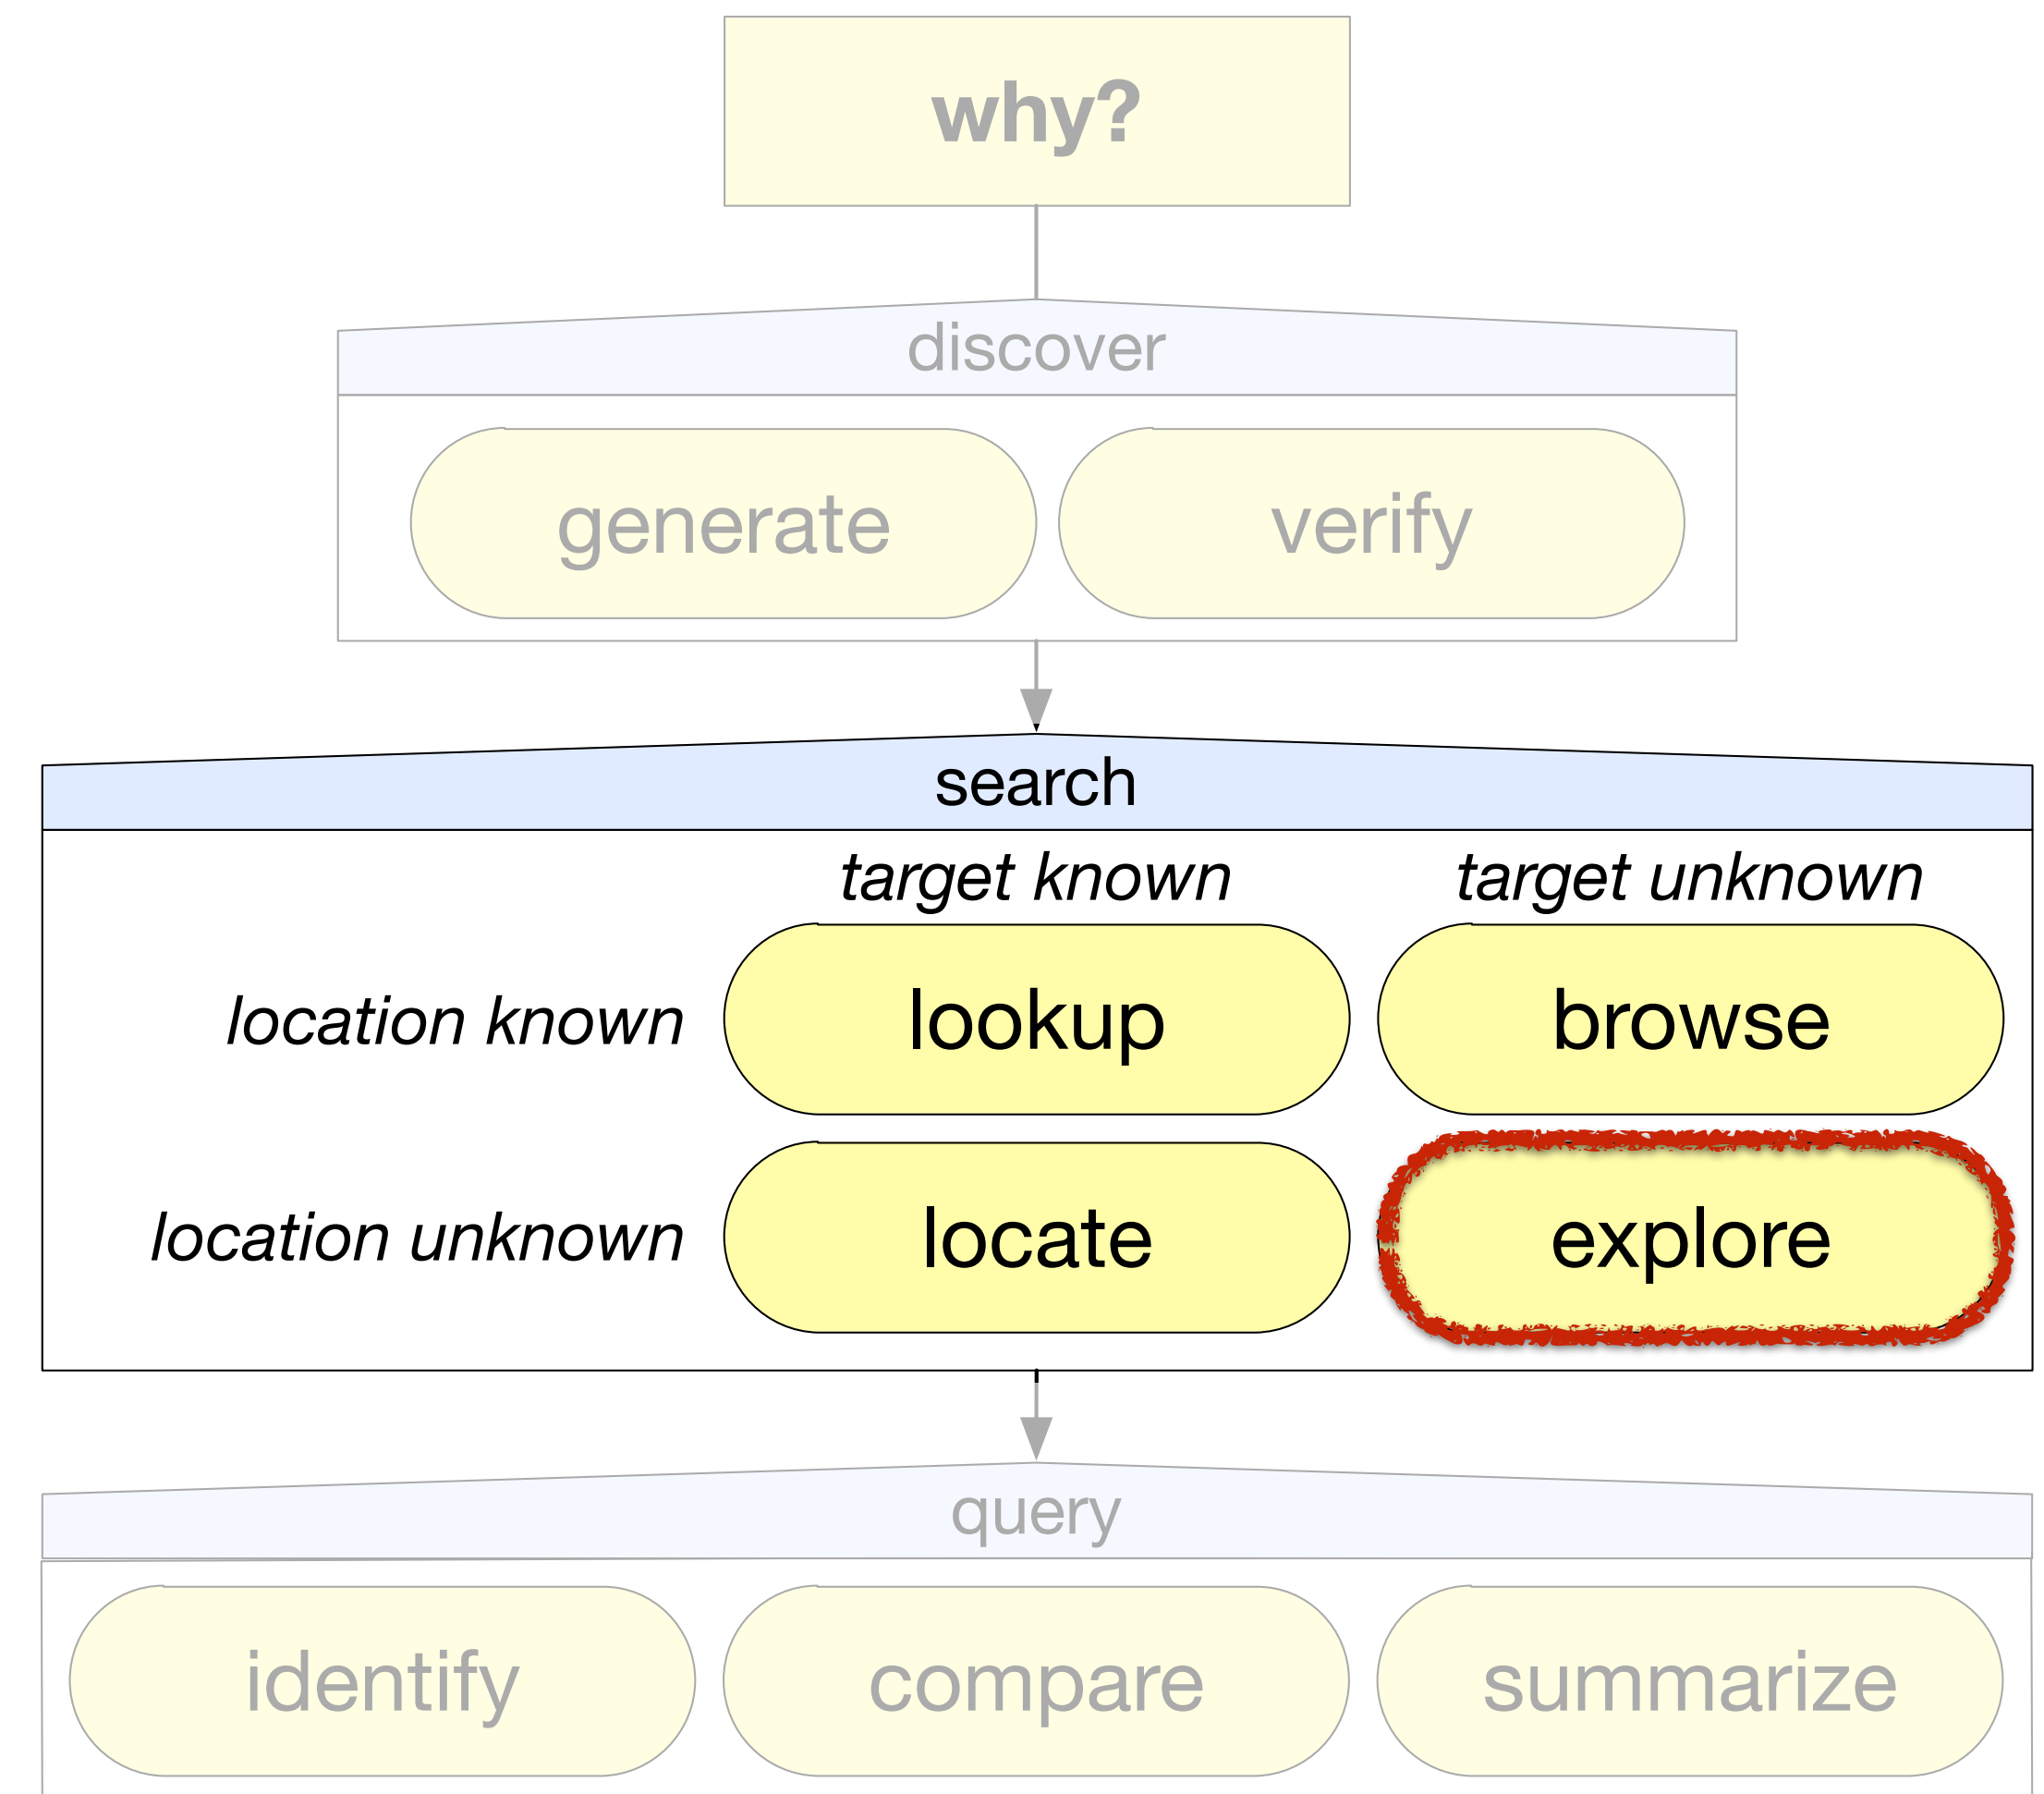 why?
discover
generate verify
search
target known target unknown
location known lookup browse
location unknown locate explore
query
identify compare summarize